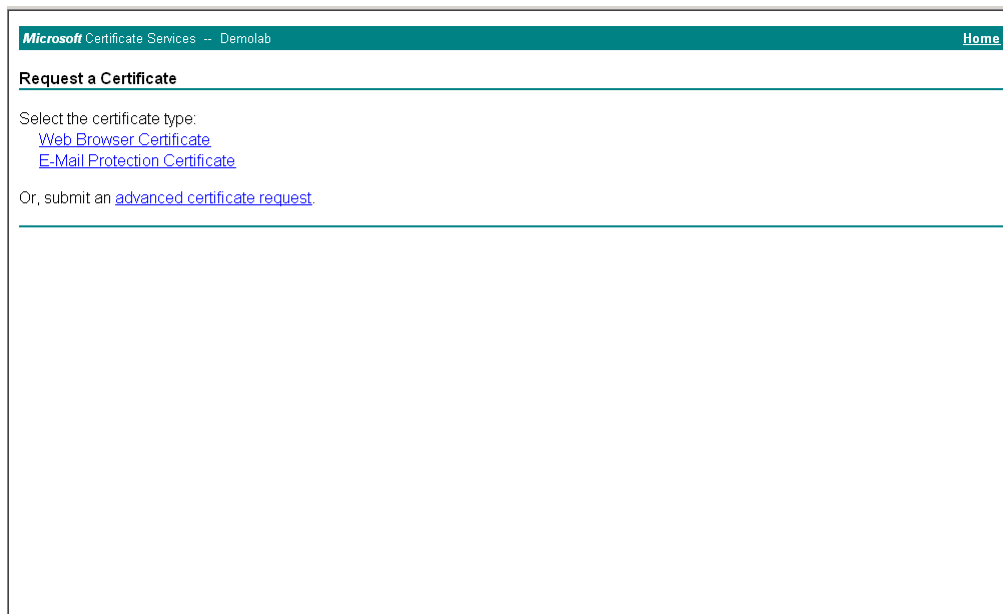 Microsoft Certificate Services -- Demolab Home
Request a Certificate
Select the certificate type:
Web Browser Certificate
E-Mail Protection Certificate
Or, submit an advanced certificate request.